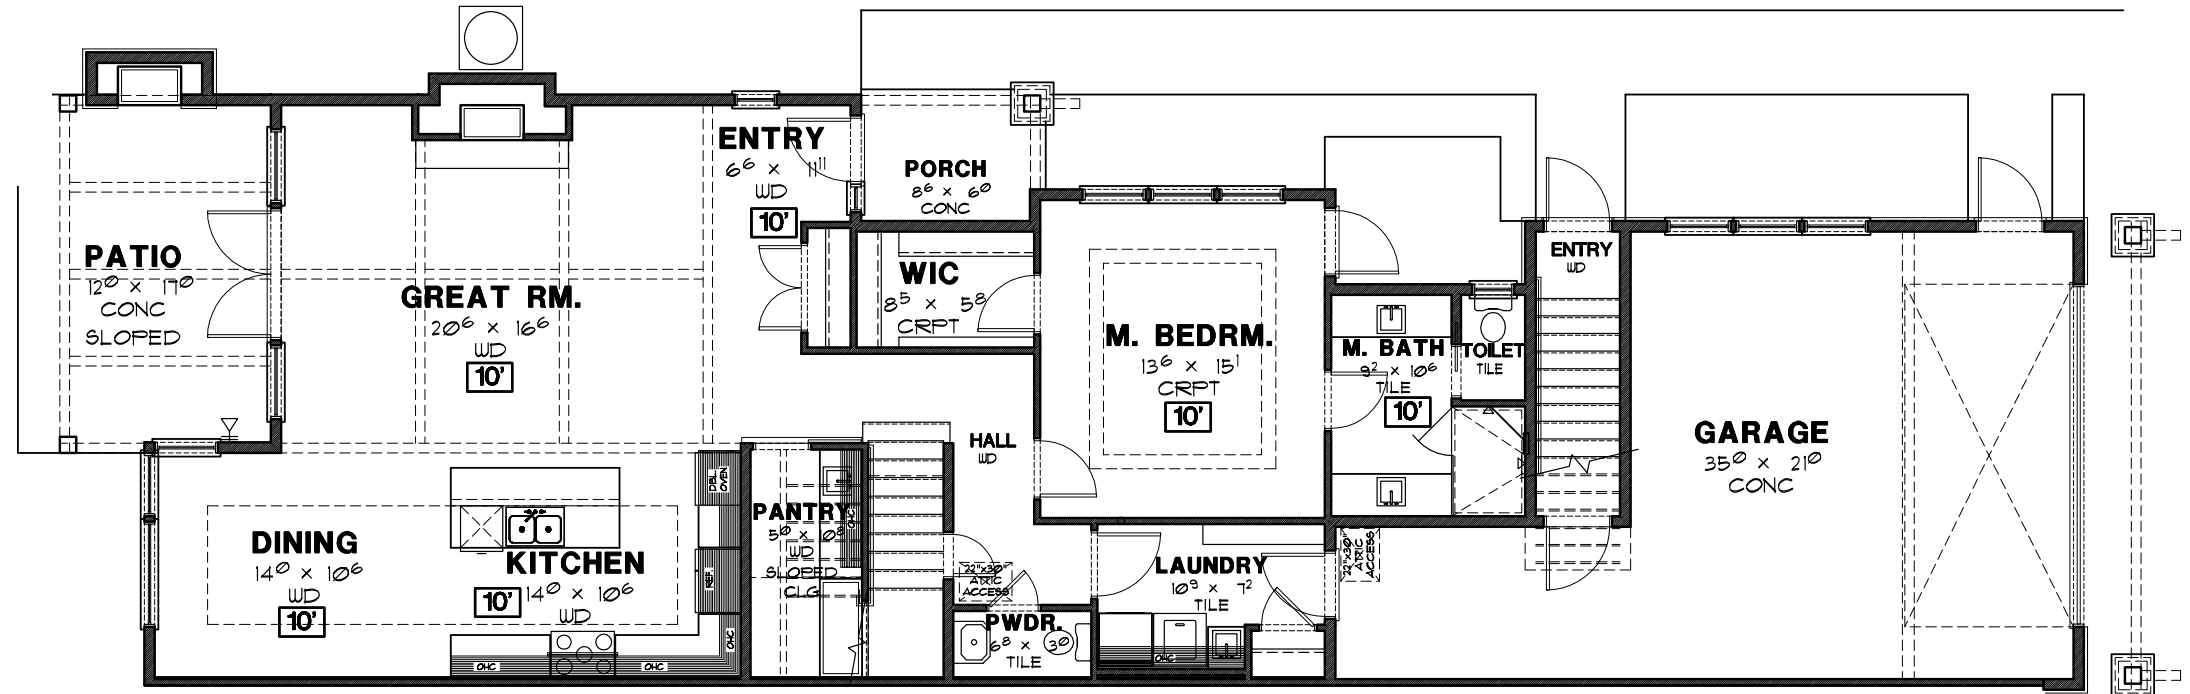 ENTRY
6⁶ × 11¹¹
WD
10'
PORCH
8⁶ × 6⁰
CONC
PATIO
12⁰ × 17⁰
CONC
SLOPED
GREAT RM.
20⁶ × 16⁶
WD
10'
WIC
8⁵ × 5⁸
CRPT
M. BEDRM.
13⁶ × 15¹
CRPT
10'
M. BATH
9² × 10⁶
TILE
10'
TOILET
TILE
ENTRY
WD
GARAGE
35⁰ × 21⁰
CONC
HALL
WD
DINING
14⁰ × 10⁶
WD
10'
KITCHEN
14⁰ × 10⁶
WD
10'
DBL.
OVEN
REF.
OHC
OHC
OHC
PANTRY
WD
SLOPED
CLG
OHC
22"x30"
ATTIC
ACCESS
PWDR.
6⁸ × 3⁰
TILE
LAUNDRY
10⁹ × 7²
TILE
OHC
22"x30"
ATTIC
ACCESS